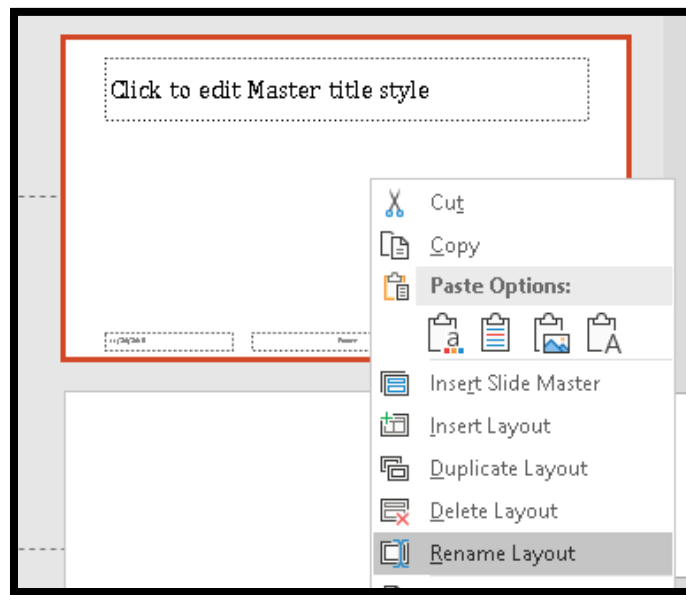 Click to edit Master title style
Cut
Copy
Paste Options:
Insert Slide Master
Insert Layout
Duplicate Layout
Delete Layout
Rename Layout